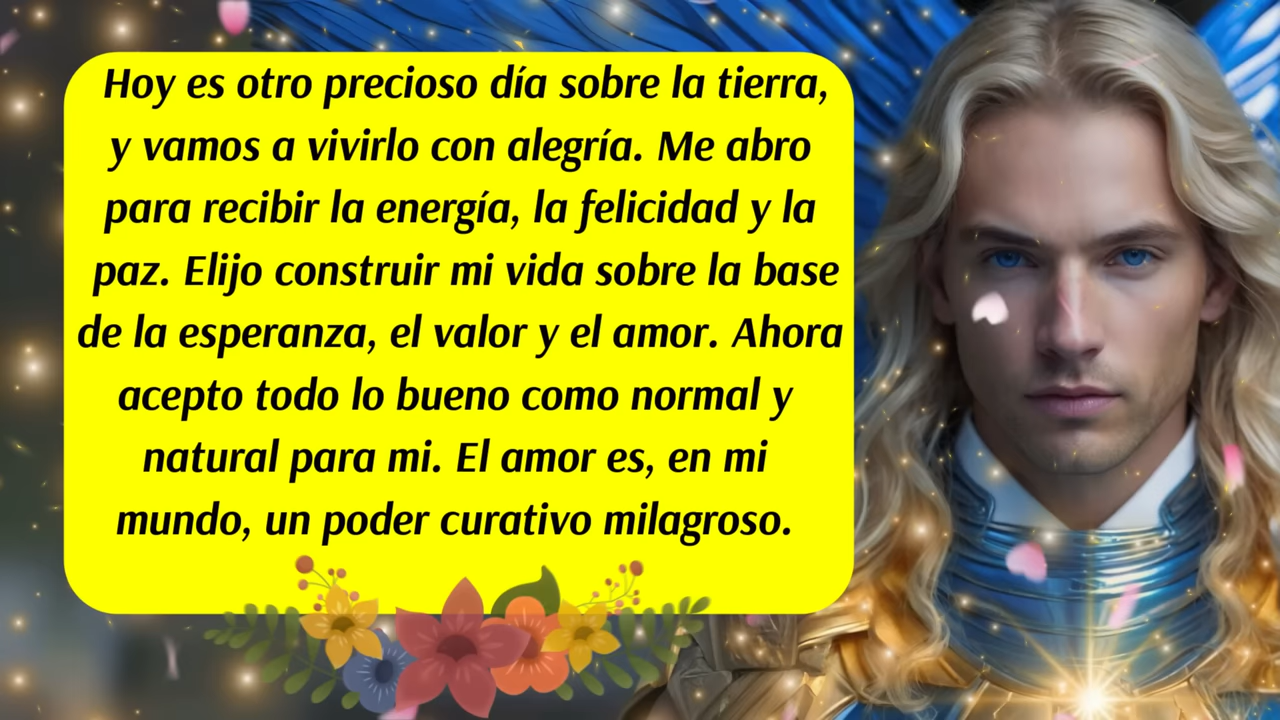 Hoy es otro precioso día sobre la tierra,
y vamos a vivirlo con alegría. Me abro
para recibir la energía, la felicidad y la
paz. Elijo construir mi vida sobre la base
de la esperanza, el valor y el amor. Ahora
acepto todo lo bueno como normal y
natural para mi. El amor es, en mi
mundo, un poder curativo milagroso.